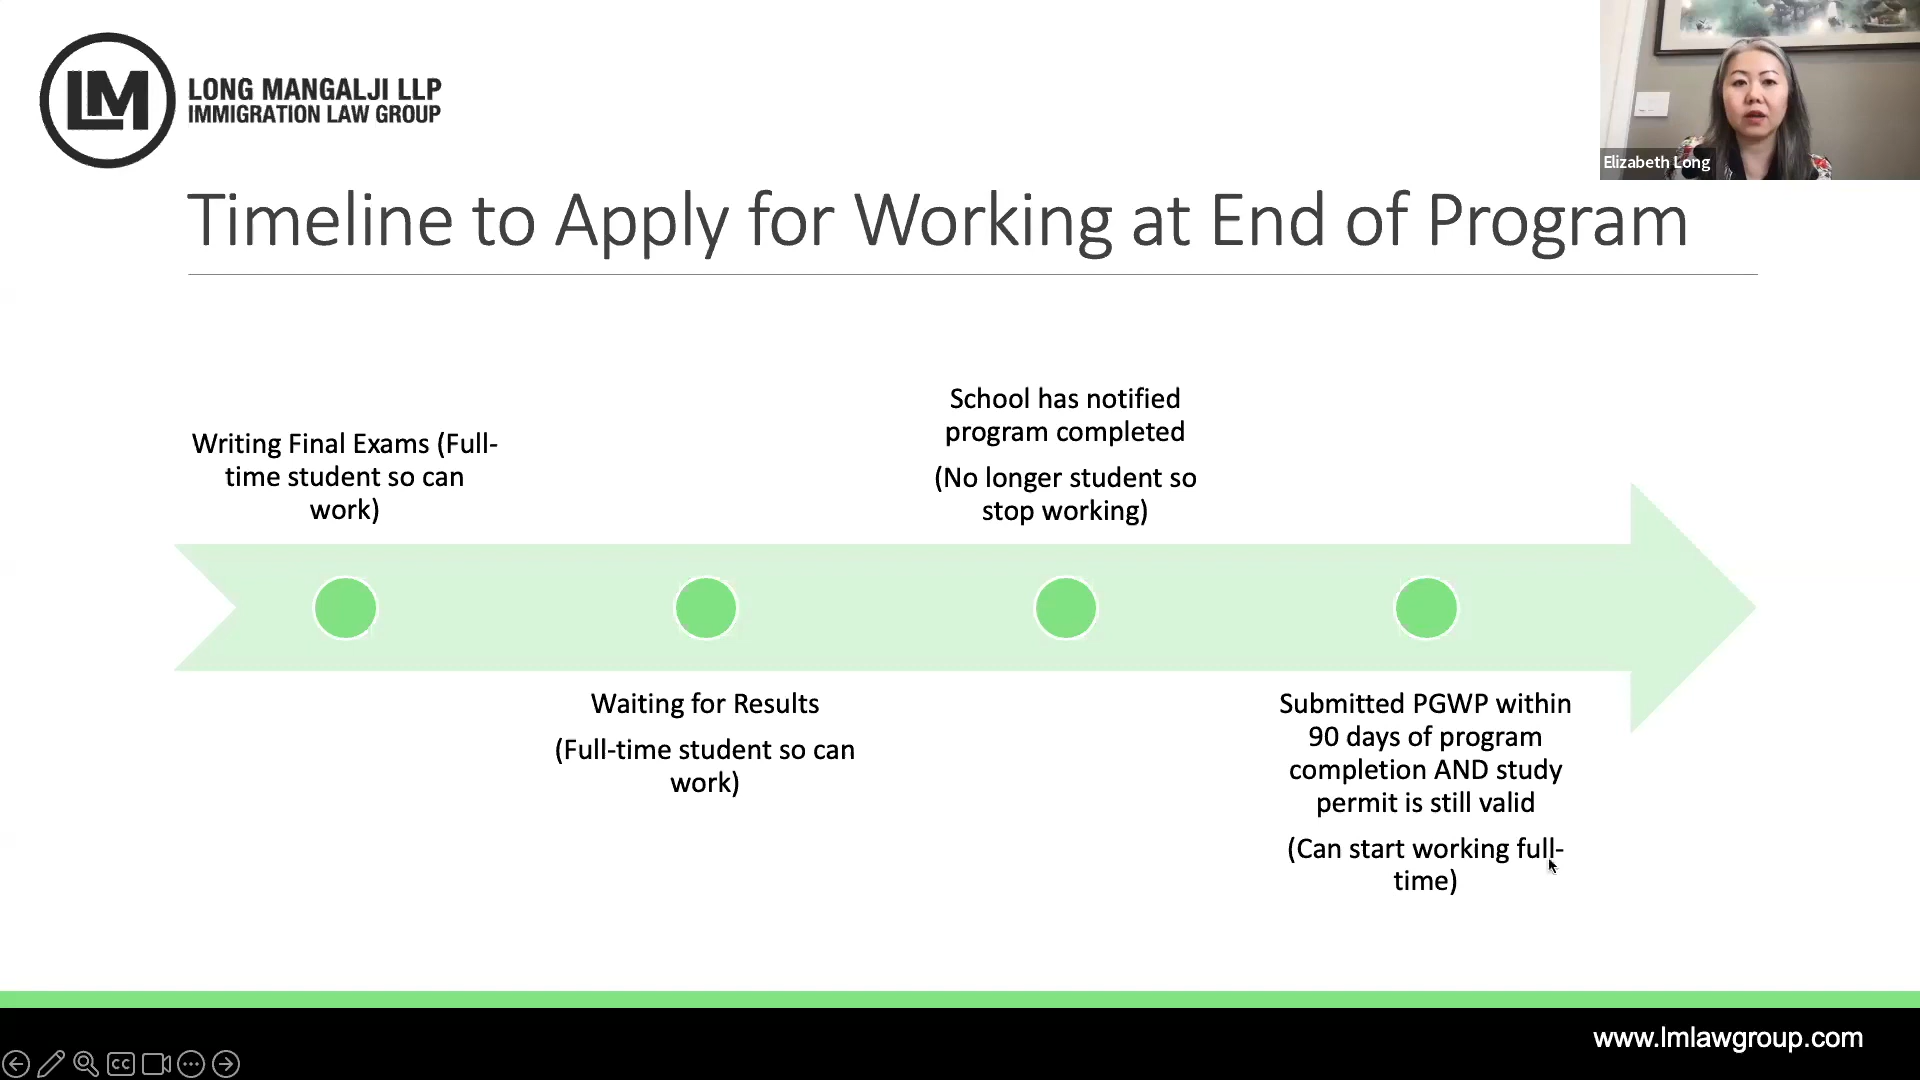 LM
LONG MANGALJI LLP
IMMIGRATION LAW GROUP
Elizabeth Long
Timeline to Apply for Working at End of Program
Writing Final Exams (Full-
time student so can
work)
Waiting for Results
(Full-time student so can
work)
School has notified
program completed
(No longer student so
stop working)
Submitted PGWP within
90 days of program
completion AND study
permit is still valid
(Can start working full-
time)
www.lmlawgroup.com
CC